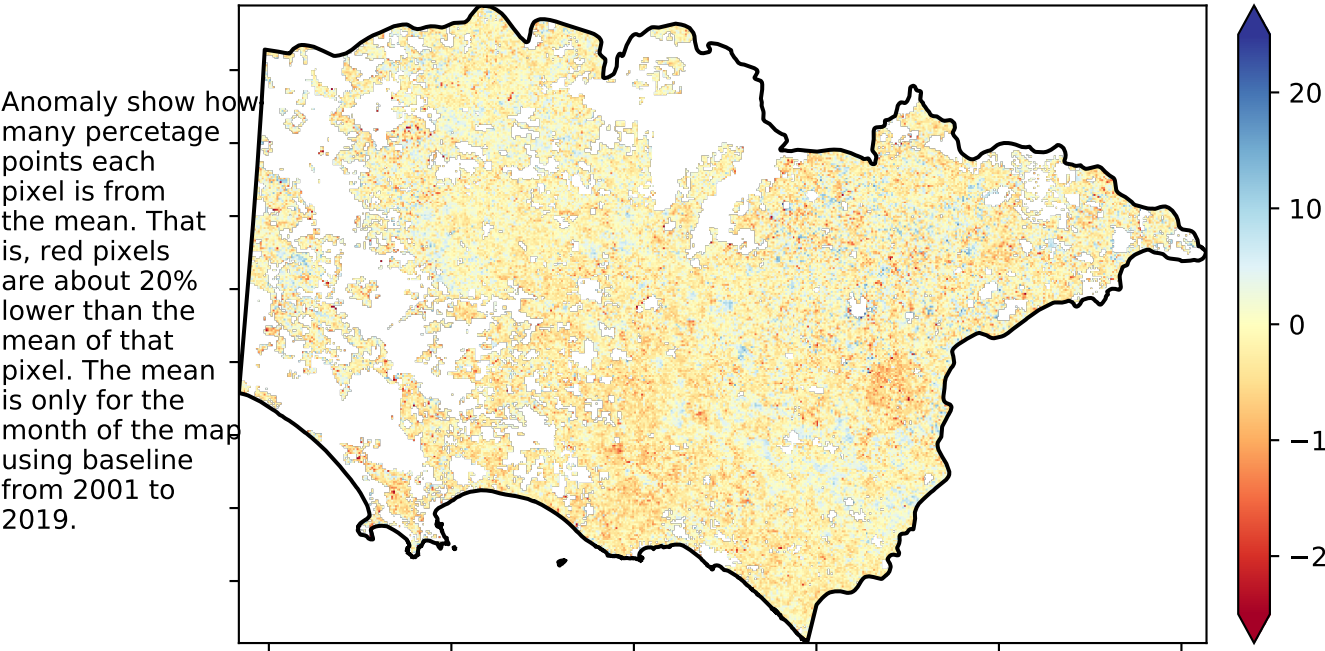 Anomaly show how
many percetage
points each
pixel is from
the mean. That
is, red pixels
are about 20%
lower than the
mean of that
pixel. The mean
is only for the
month of the map
using baseline
from 2001 to
2019.
20
10
0
−1
−2